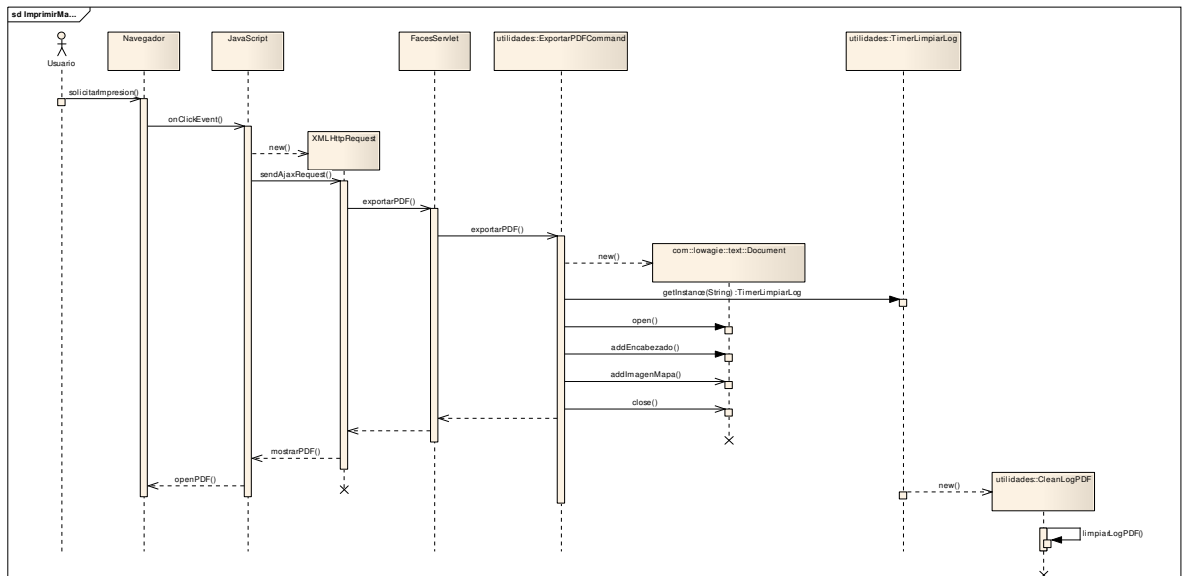 sd ImprimirMa...
Usuario
Navegador
JavaScript
FacesServlet
utilidades::ExportarPDFCommand
utilidades::TimerLimpiarLog
solicitarImpresion()
onClickEvent()
XMLHttpRequest
new()
sendAjaxRequest()
exportarPDF()
exportarPDF()
com::lowagie::text::Document
new()
getInstance(String) :TimerLimpiarLog
open()
addEncabezado()
addImagenMapa()
close()
mostrarPDF()
openPDF()
utilidades::CleanLogPDF
new()
limpiarLogPDF()